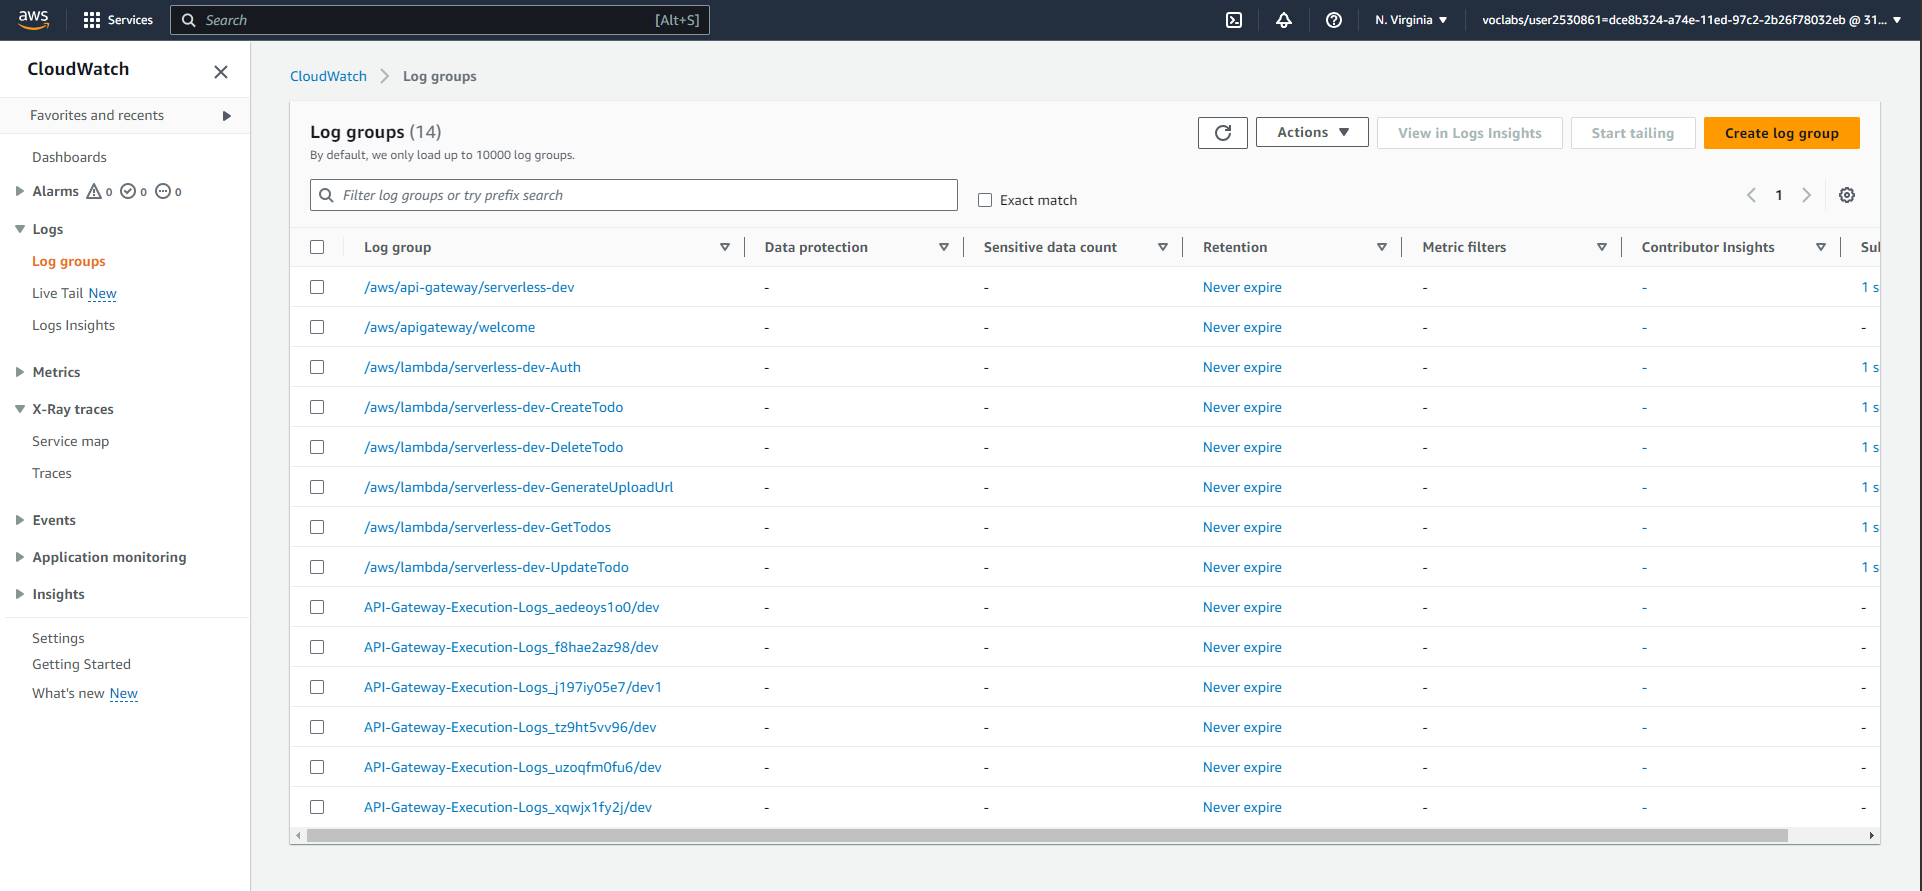 aws Services Search [Alt+S] N. Virginia voclabs/user2530861=dce8b324-a74e-11ed-97c2-2b26f78032eb @ 31...
CloudWatch
Favorites and recents
Dashboards
Alarms 0 0 0
Logs
Log groups
Live Tail New
Logs Insights
Metrics
X-Ray traces
Service map
Traces
Events
Application monitoring
Insights
Settings
Getting Started
What's new New
CloudWatch > Log groups
Log groups (14)
By default, we only load up to 10000 log groups.
Actions View in Logs Insights Start tailing Create log group
Filter log groups or try prefix search Exact match 1
Log group Data protection Sensitive data count Retention Metric filters Contributor Insights Sul
/aws/api-gateway/serverless-dev - - Never expire - - 1 s
/aws/apigateway/welcome - - Never expire - - -
/aws/lambda/serverless-dev-Auth - - Never expire - - 1 s
/aws/lambda/serverless-dev-CreateTodo - - Never expire - - 1 s
/aws/lambda/serverless-dev-DeleteTodo - - Never expire - - 1 s
/aws/lambda/serverless-dev-GenerateUploadUrl - - Never expire - - 1 s
/aws/lambda/serverless-dev-GetTodos - - Never expire - - 1 s
/aws/lambda/serverless-dev-UpdateTodo - - Never expire - - 1 s
API-Gateway-Execution-Logs_aedeoys1o0/dev - - Never expire - - -
API-Gateway-Execution-Logs_f8hae2az98/dev - - Never expire - - -
API-Gateway-Execution-Logs_j197iy05e7/dev1 - - Never expire - - -
API-Gateway-Execution-Logs_tz9ht5vv96/dev - - Never expire - - -
API-Gateway-Execution-Logs_uzoqfm0fu6/dev - - Never expire - - -
API-Gateway-Execution-Logs_xqwjx1fy2j/dev - - Never expire - - -